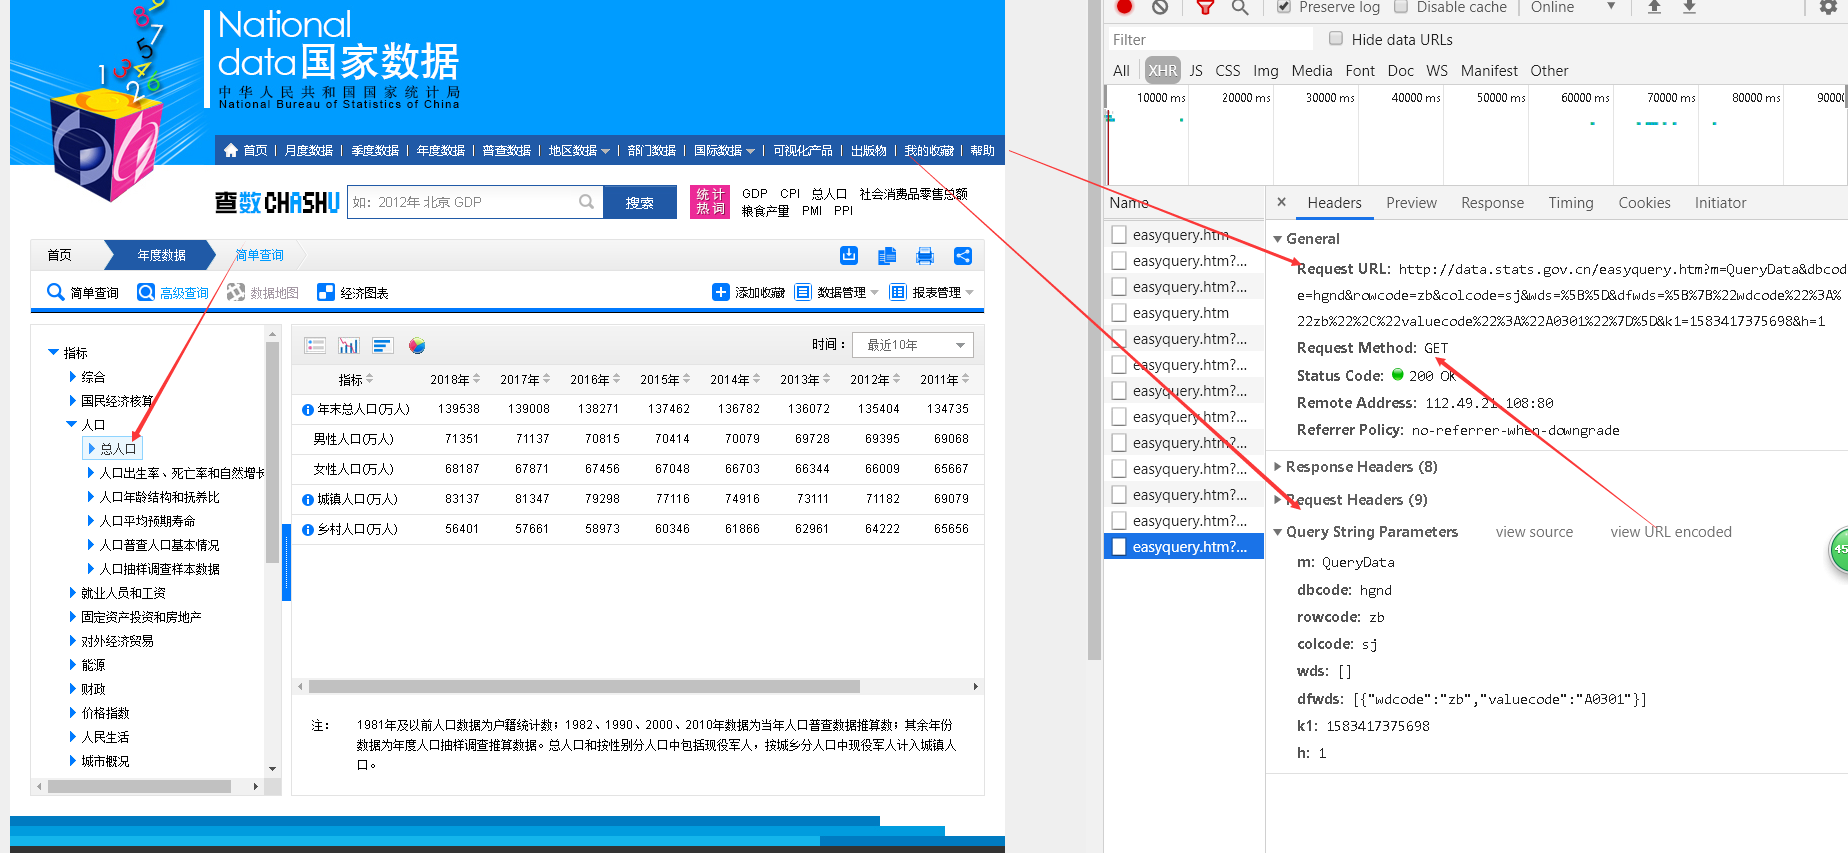 National
data国家数据
中华人民共和国国家统计局
National Bureau of Statistics of China
首页 | 月度数据 | 季度数据 | 年度数据 | 普查数据 | 地区数据 | 部门数据 | 国际数据 | 可视化产品 | 出版物 | 我的收藏 | 帮助
查数 CHASHU 如: 2012年 北京 GDP 搜索 统计热词 GDP CPI 总人口 社会消费品零售总额
粮食产量 PMI PPI
首页 年度数据 简单查询
简单查询 高级查询 数据地图 经济图表 添加收藏 数据管理 报表管理
指标
综合
国民经济核算
人口
总人口
人口出生率、死亡率和自然增长
人口年龄结构和抚养比
人口平均预期寿命
人口普查人口基本情况
人口抽样调查样本数据
就业人员和工资
固定资产投资和房地产
对外经济贸易
能源
财政
价格指数
人民生活
城市概况
时间: 最近10年
指标 2018年 2017年 2016年 2015年 2014年 2013年 2012年 2011年
年末总人口(万人) 139538 139008 138271 137462 136782 136072 135404 134735
男性人口(万人) 71351 71137 70815 70414 70079 69728 69395 69068
女性人口(万人) 68187 67871 67456 67048 66703 66344 66009 65667
城镇人口(万人) 83137 81347 79298 77116 74916 73111 71182 69079
乡村人口(万人) 56401 57661 58973 60346 61866 62961 64222 65656
注: 1981年及以前人口数据为户籍统计数；1982、1990、2000、2010年数据为当年人口普查数据推算数；其余年份
数据为年度人口抽样调查推算数据。总人口和按性别分人口中包括现役军人，按城乡分人口中现役军人计入城镇人
口。
Preserve log Disable cache Online
Filter Hide data URLs
All XHR JS CSS Img Media Font Doc WS Manifest Other
10000 ms 20000 ms 30000 ms 40000 ms 50000 ms 60000 ms 70000 ms 80000 ms 9000
Name
easyquery.htm
easyquery.htm?...
easyquery.htm?...
easyquery.htm
easyquery.htm?...
easyquery.htm?...
easyquery.htm?...
easyquery.htm?...
easyquery.htm?...
easyquery.htm?...
easyquery.htm?...
easyquery.htm?...
easyquery.htm?...
× Headers Preview Response Timing Cookies Initiator
General
Request URL: http://data.stats.gov.cn/easyquery.htm?m=QueryData&dbcod
e=hgnd&rowcode=zb&colcode=sj&wds=%5B%5D&dfwds=%5B%7B%22wdcode%22%3A%
22zb%22%2C%22valuecode%22%3A%22A0301%22%7D%5D&k1=1583417375698&h=1
Request Method: GET
Status Code: 200 OK
Remote Address: 112.49.21.108:80
Referrer Policy: no-referrer-when-downgrade
Response Headers (8)
Request Headers (9)
Query String Parameters view source view URL encoded
m: QueryData
dbcode: hgnd
rowcode: zb
colcode: sj
wds: []
dfwds: [{"wdcode":"zb","valuecode":"A0301"}]
k1: 1583417375698
h: 1
45